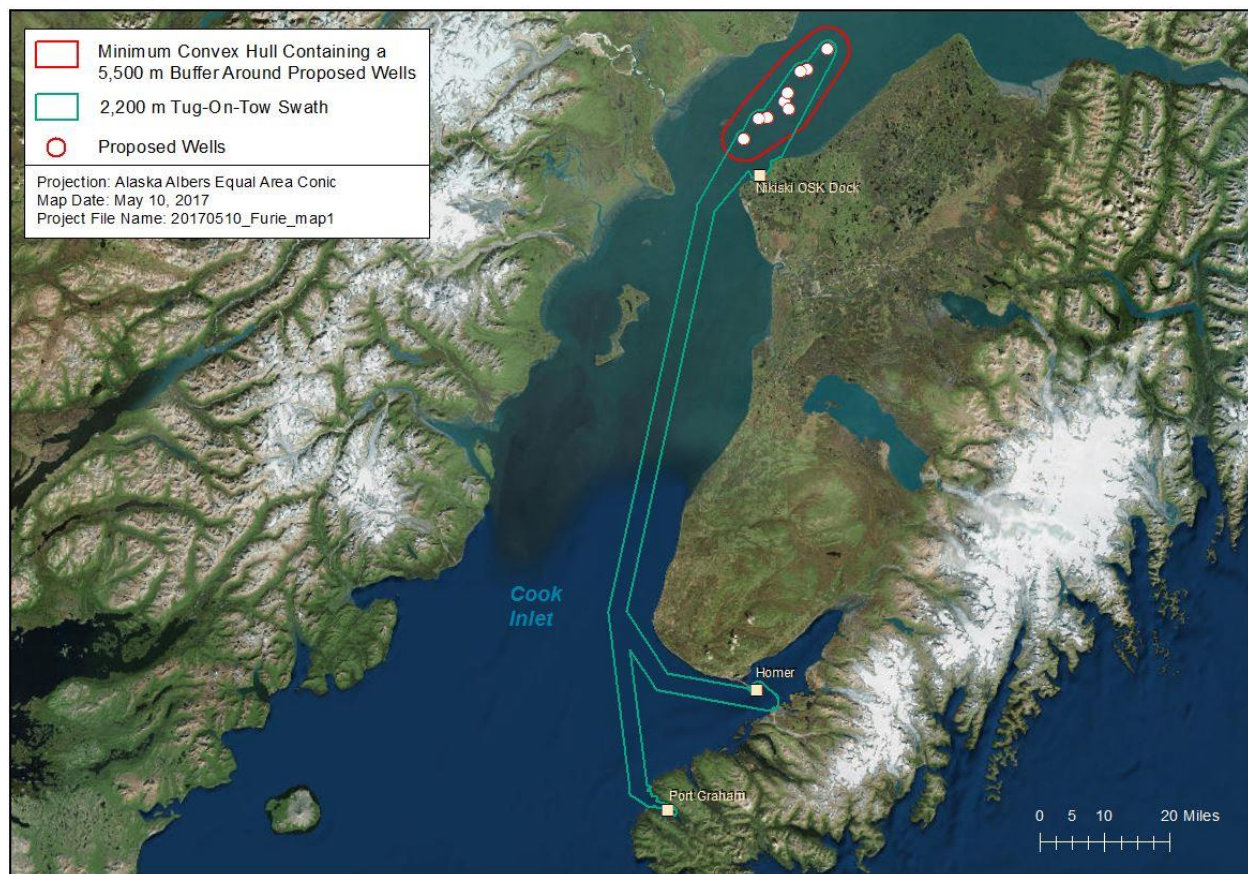 Minimum Convex Hull Containing a
5,500 m Buffer Around Proposed Wells
2,200 m Tug-On-Tow Swath
Proposed Wells
Projection: Alaska Albers Equal Area Conic
Map Date: May 10, 2017
Project File Name: 20170510_Furie_map1
Nikiski OSK Dock
Cook
Inlet
Homer
Port Graham
0 5 10 20 Miles